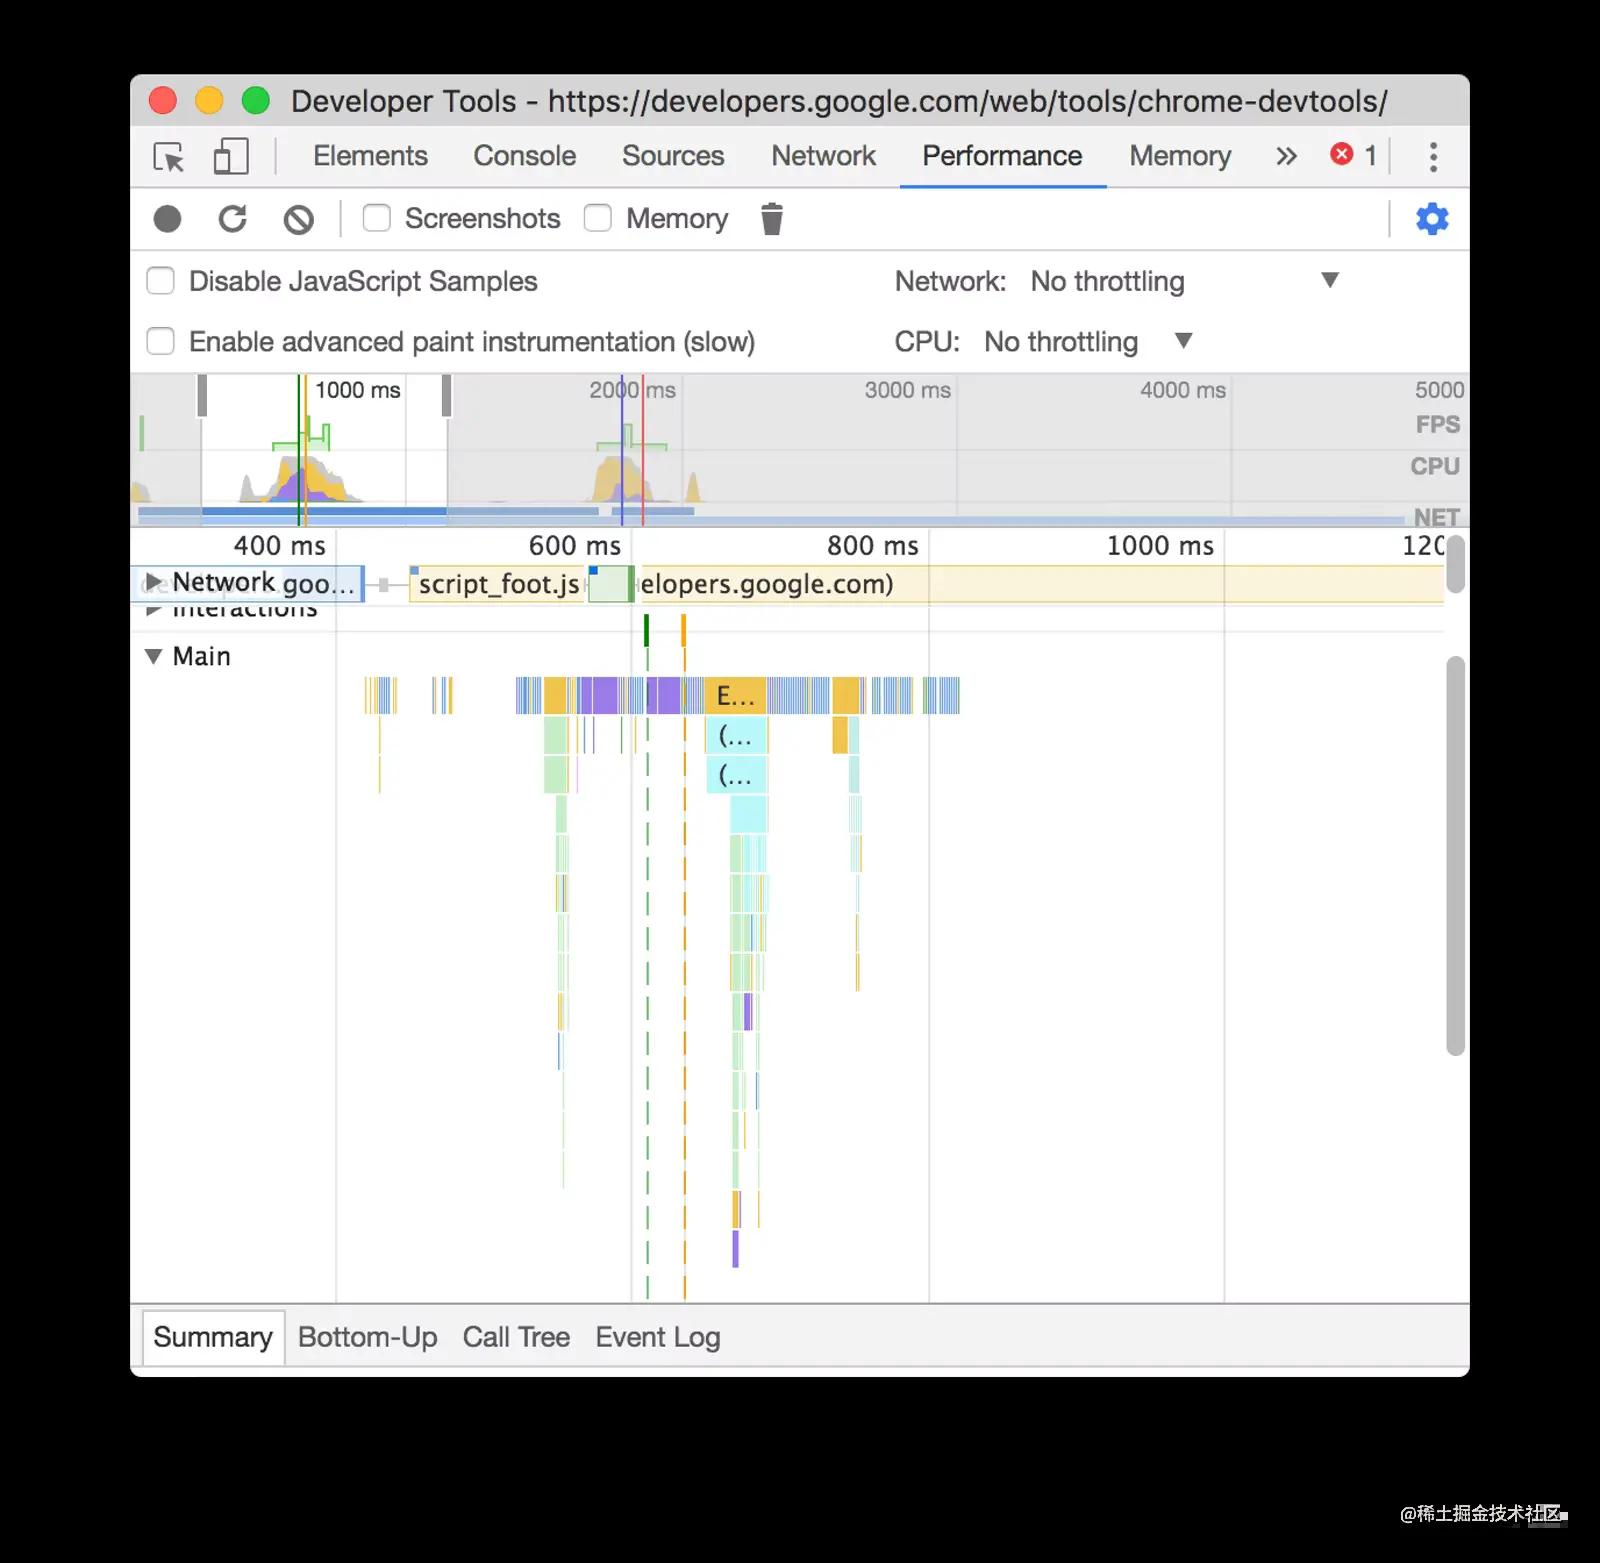 Developer Tools - https://developers.google.com/web/tools/chrome-devtools/
Elements Console Sources Network Performance Memory » 1
Screenshots Memory
Disable JavaScript Samples Network: No throttling
Enable advanced paint instrumentation (slow) CPU: No throttling
1000 ms 2000 ms 3000 ms 4000 ms 5000
FPS
CPU
NET
400 ms 600 ms 800 ms 1000 ms 120
Network goo... script_foot.js elopers.google.com)
Interactions
Main
E...
(...
(...
Summary Bottom-Up Call Tree Event Log
@稀土掘金技术社区